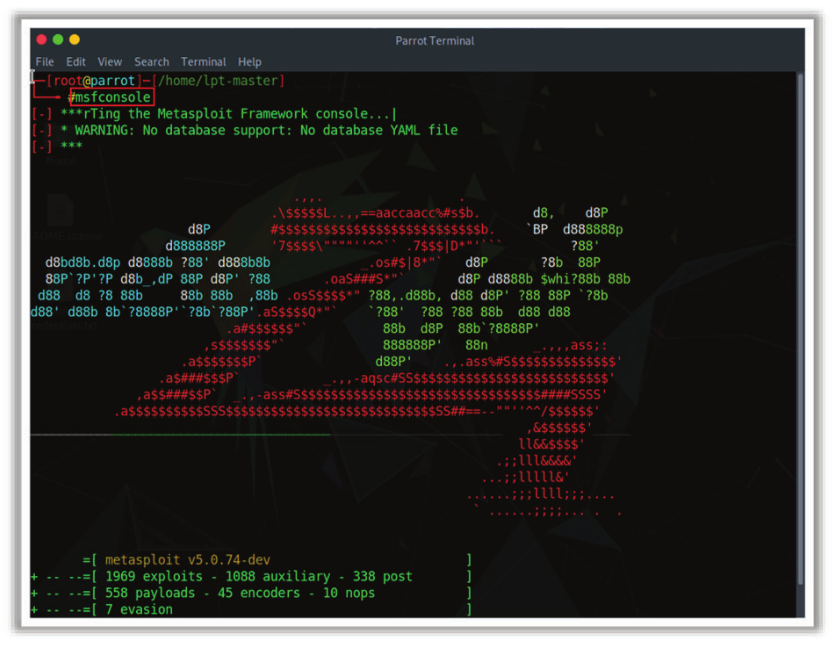 Parrot Terminal
File Edit View Search Terminal Help
[root@parrot]─[/home/lpt-master]
#msfconsole
[-] ***rTing the Metasploit Framework console...|
[-] * WARNING: No database support: No database YAML file
[-] ***
=[ metasploit v5.0.74-dev ]
+ -- --=[ 1969 exploits - 1088 auxiliary - 338 post ]
+ -- --=[ 558 payloads - 45 encoders - 10 nops ]
+ -- --=[ 7 evasion ]